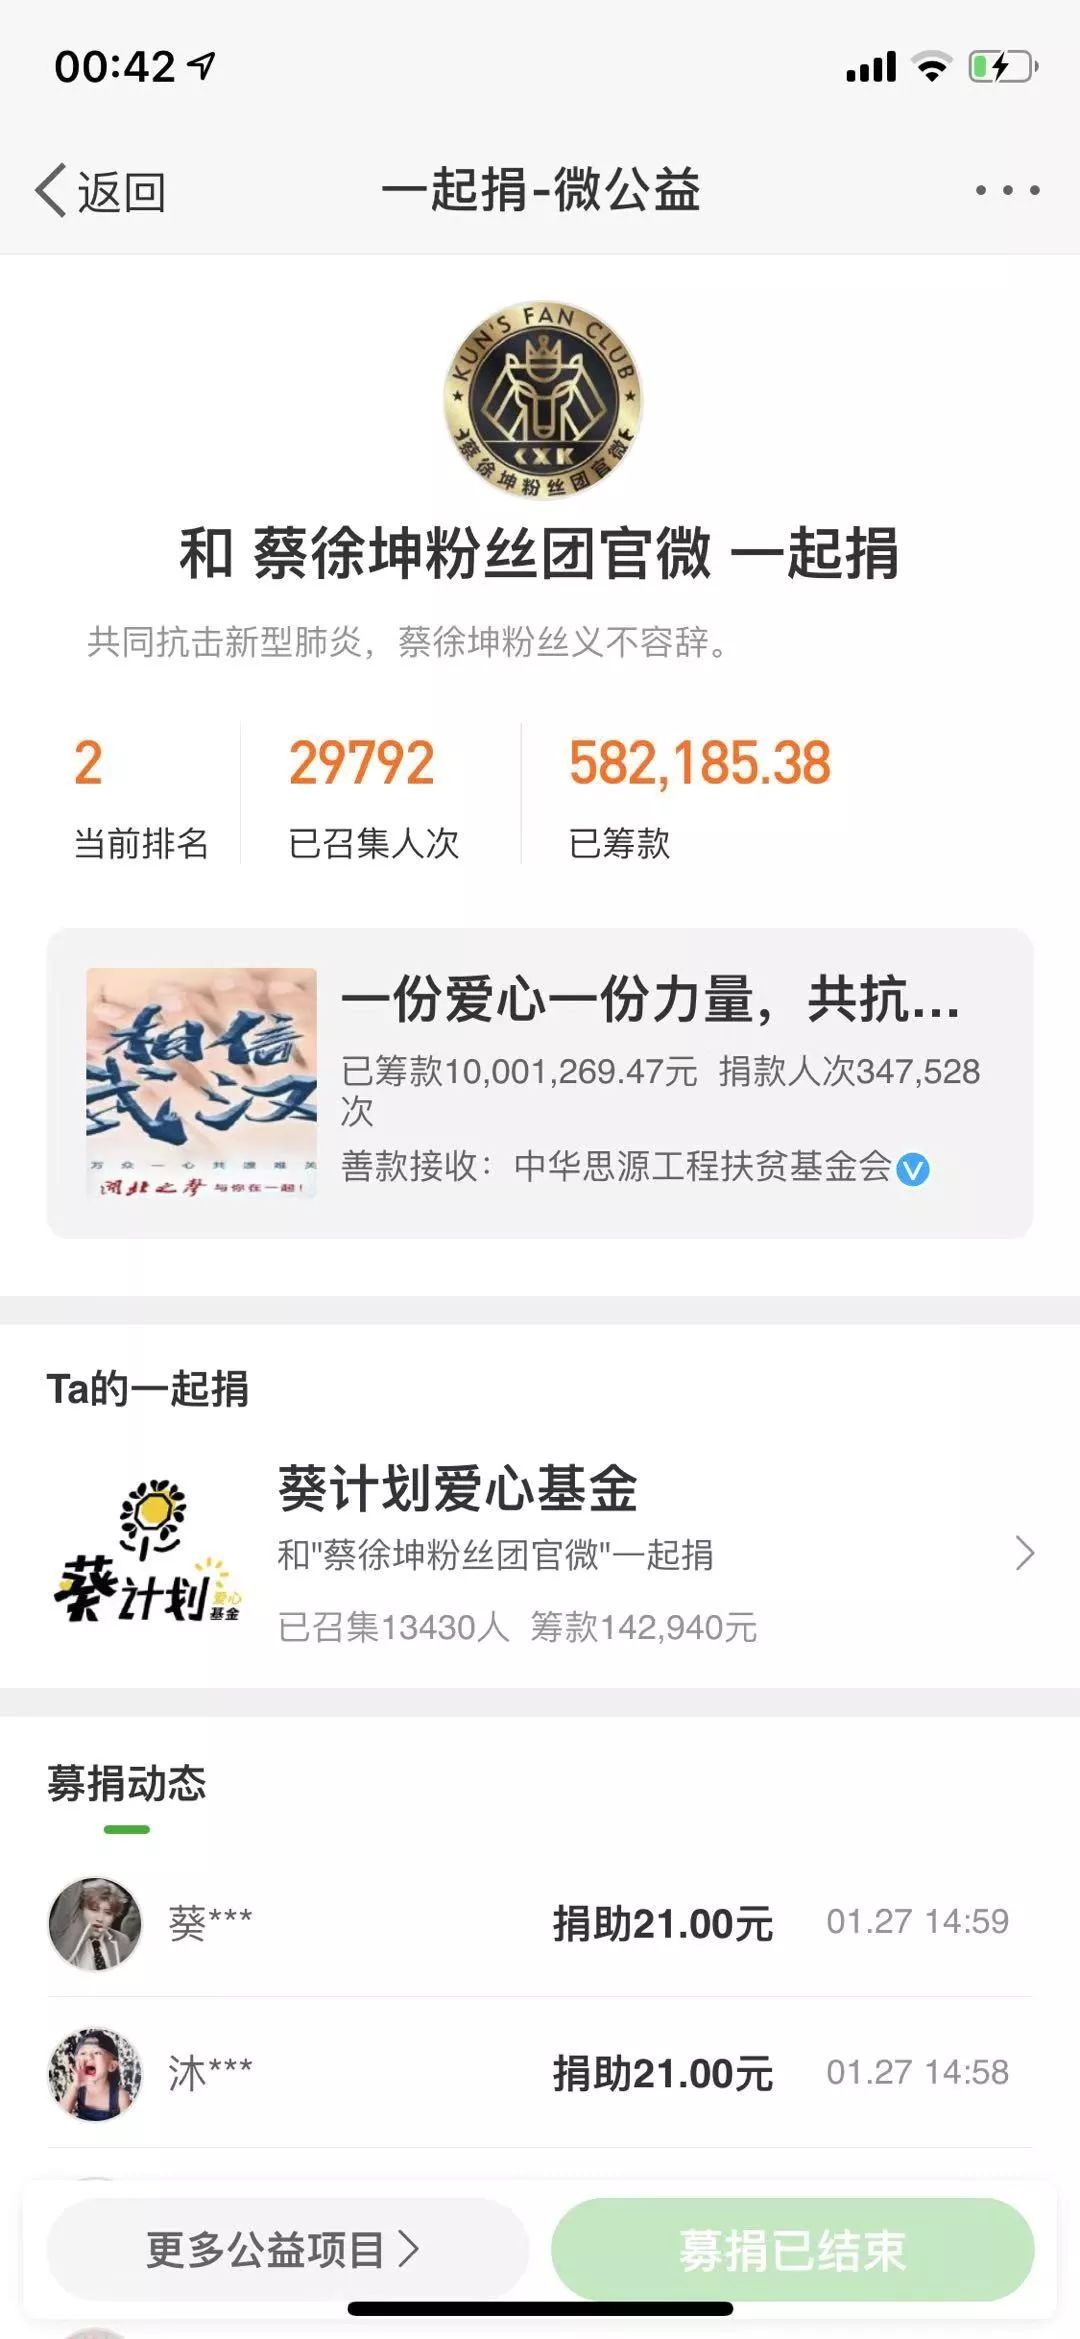 00:42
返回
一起捐-微公益
KUN'S FAN CLUB
CXK
蔡徐坤粉丝团官微
和 蔡徐坤粉丝团官微 一起捐
共同抗击新型肺炎，蔡徐坤粉丝义不容辞。
2
当前排名
29792
已召集人次
582,185.38
已筹款
相信
武汉
万众一心共渡难关
湖北之声 与你在一起!
一份爱心一份力量，共抗...
已筹款10,001,269.47元 捐款人次347,528
次
善款接收：中华思源工程扶贫基金会
Ta的一起捐
葵计划
爱心
基金
葵计划爱心基金
和"蔡徐坤粉丝团官微"一起捐
已召集13430人 筹款142,940元
募捐动态
葵*** 捐助21.00元 01.27 14:59
沐*** 捐助21.00元 01.27 14:58
更多公益项目
募捐已结束